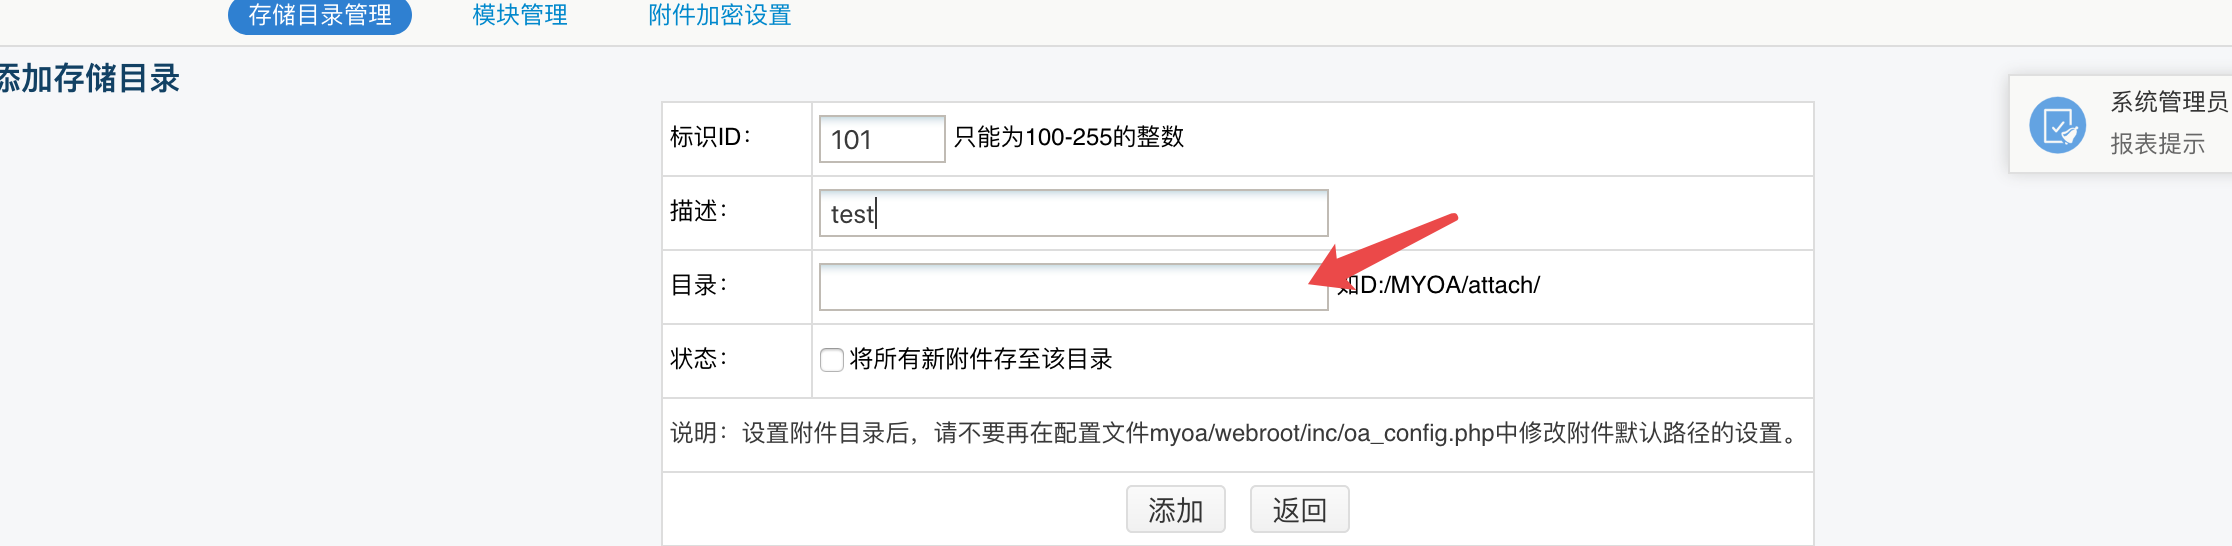 存储目录管理 模块管理 附件加密设置
添加存储目录
系统管理员
报表提示
标识ID： 101 只能为100-255的整数
描述： test
目录： 如D:/MYOA/attach/
状态： 将所有新附件存至该目录
说明：设置附件目录后，请不要再在配置文件myoa/webroot/inc/oa_config.php中修改附件默认路径的设置。
添加 返回